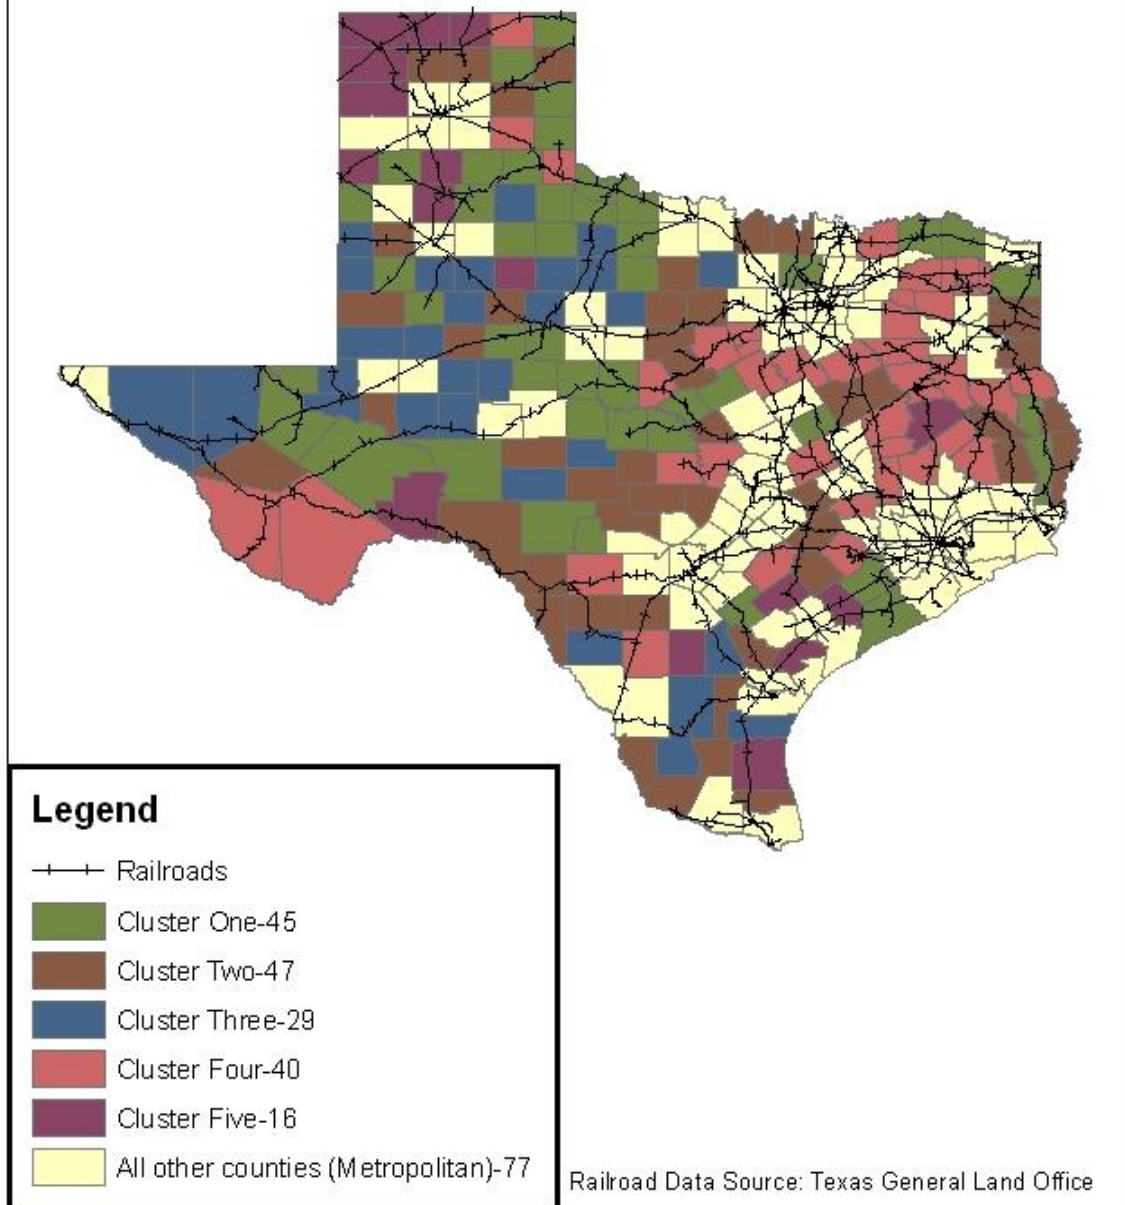 Legend
Railroads
Cluster One-45
Cluster Two-47
Cluster Three-29
Cluster Four-40
Cluster Five-16
All other counties (Metropolitan)-77
Railroad Data Source: Texas General Land Office